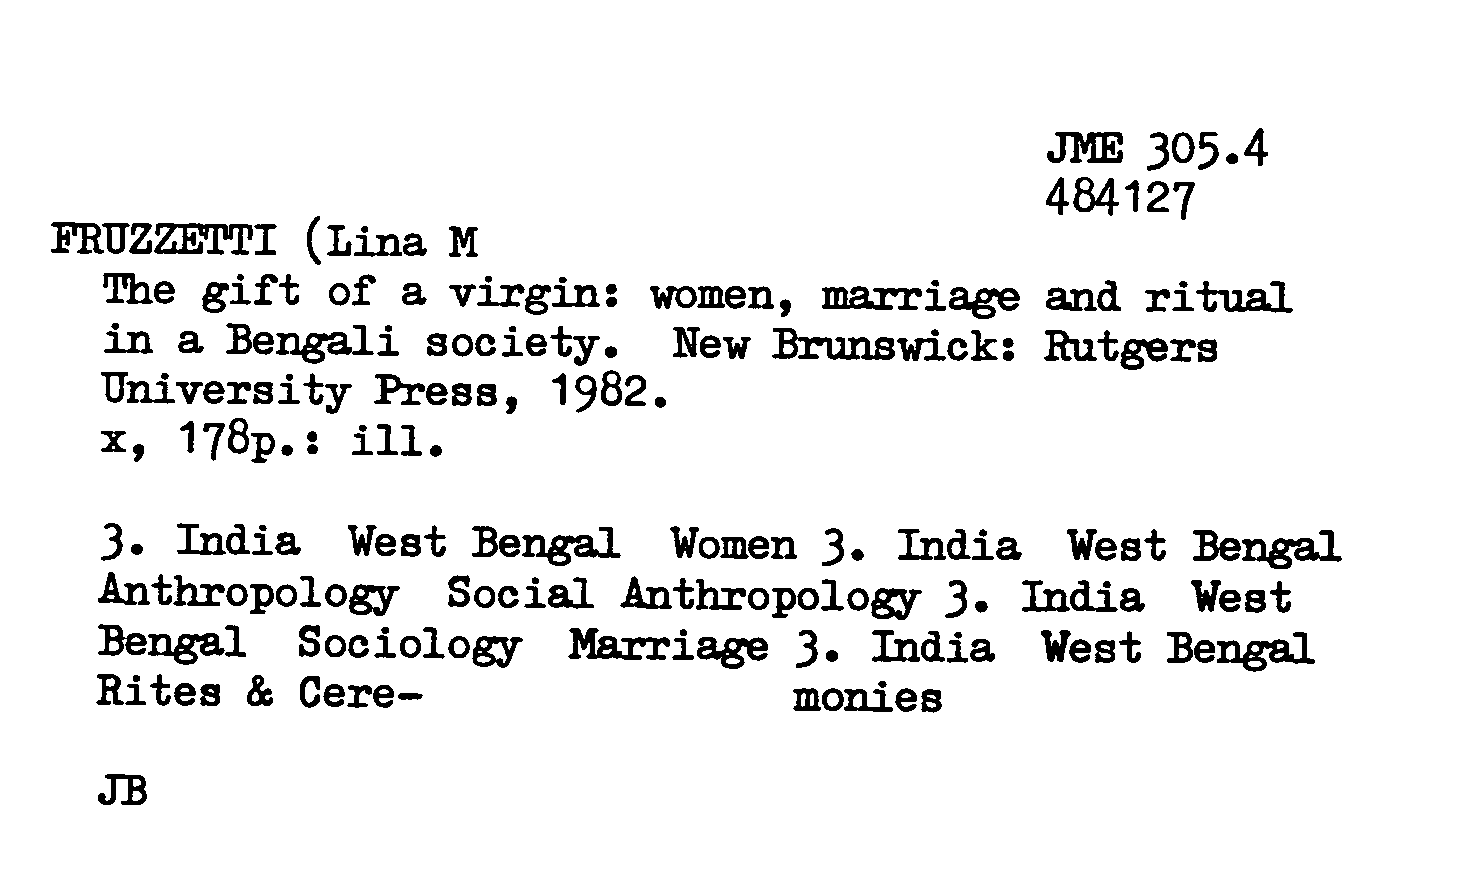 JME 305.4
484127
FRUZZETTI (Lina M
The gift of a virgin: women, marriage and ritual
in a Bengali society. New Brunswick: Rutgers
University Press, 1982.
x, 178p.: ill.
3. India West Bengal Women 3. India West Bengal
Anthropology Social Anthropology 3. India West
Bengal Sociology Marriage 3. India West Bengal
Rites & Cere- monies
JB